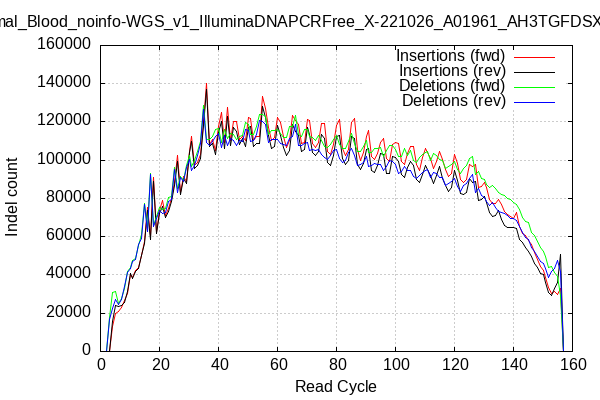 mal_Blood_noinfo-WGS_v1_IlluminaDNAPCRFree_X-221026_A01961_AH3TGFDSX
Indel count
160000
140000
120000
100000
80000
60000
40000
20000
0
Insertions (fwd)
Insertions (rev)
Deletions (fwd)
Deletions (rev)
0 20 40 60 80 100 120 140 160
Read Cycle